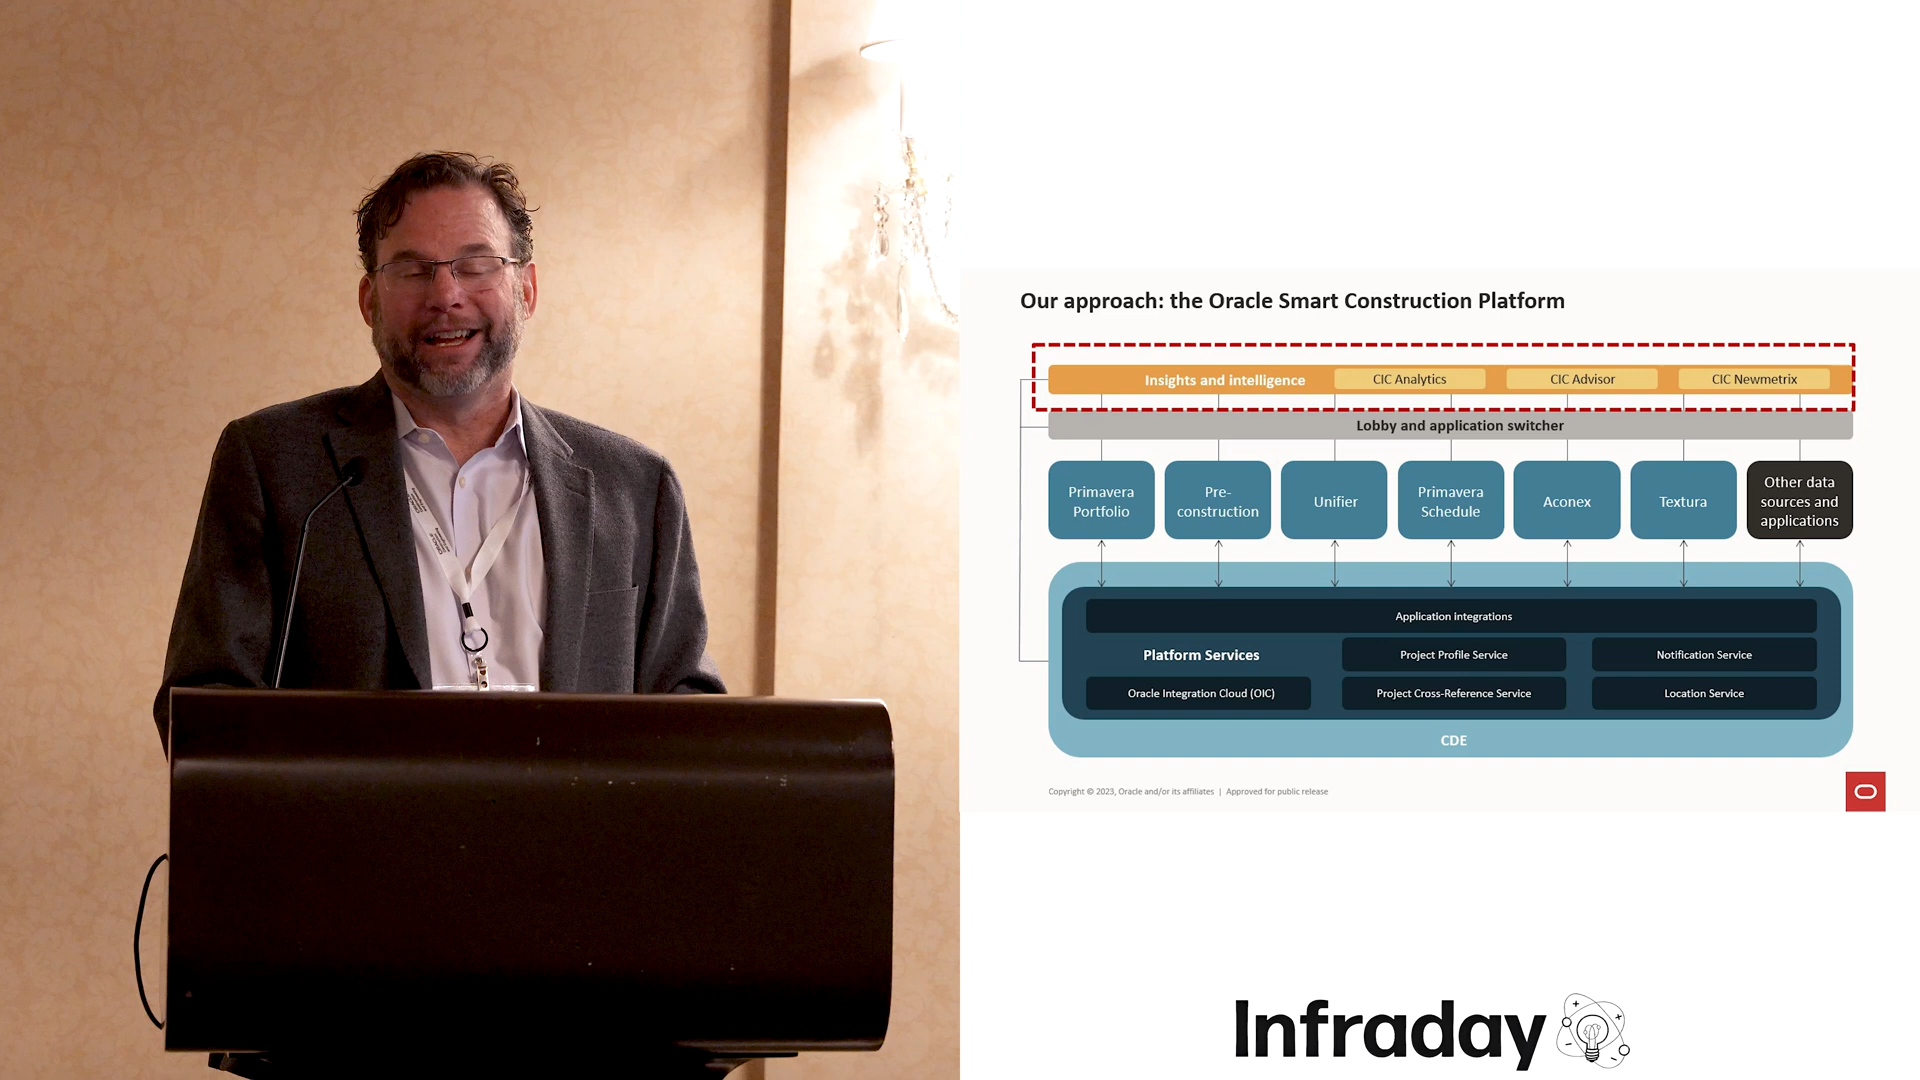 Our approach: the Oracle Smart Construction Platform
Insights and intelligence
CIC Analytics
CIC Advisor
CIC Newmetrix
Lobby and application switcher
Primavera
Portfolio
Pre-
construction
Unifier
Primavera
Schedule
Aconex
Textura
Other data
sources and
applications
Application integrations
Platform Services
Project Profile Service
Notification Service
Oracle Integration Cloud (OIC)
Project Cross-Reference Service
Location Service
CDE
Copyright © 2023, Oracle and/or its affiliates | Approved for public release
Infraday